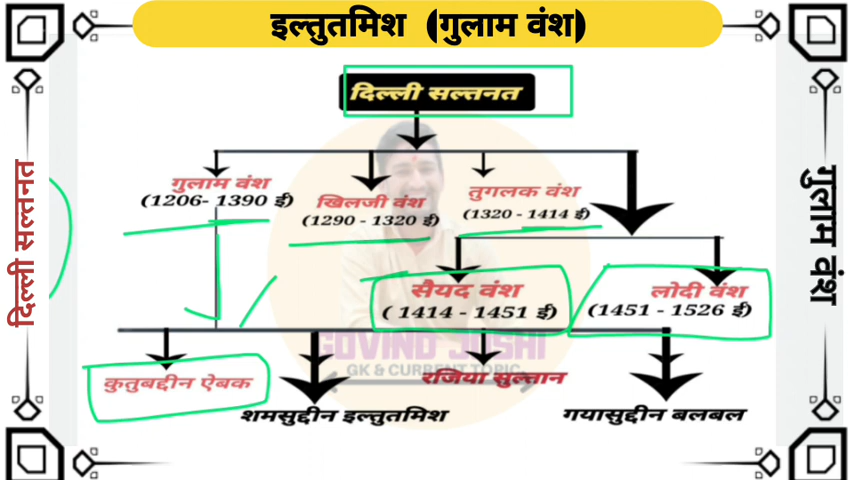 इल्तुतमिश (गुलाम वंश)
दिल्ली सल्तनत
गुलाम वंश
(1206- 1390 ई)
खिलजी वंश
(1290 - 1320 ई)
तुगलक वंश
(1320 - 1414 ई)
सैयद वंश
( 1414 - 1451 ई)
लोदी वंश
(1451 - 1526 ई)
GOVIND JOSHI
GK & CURRENT TOPIC
कुतुबद्दीन ऐबक
रजिया सुल्तान
शमसुद्दीन इल्तुतमिश
गयासुद्दीन बलबल
दिल्ली सल्तनत
गुलाम वंश